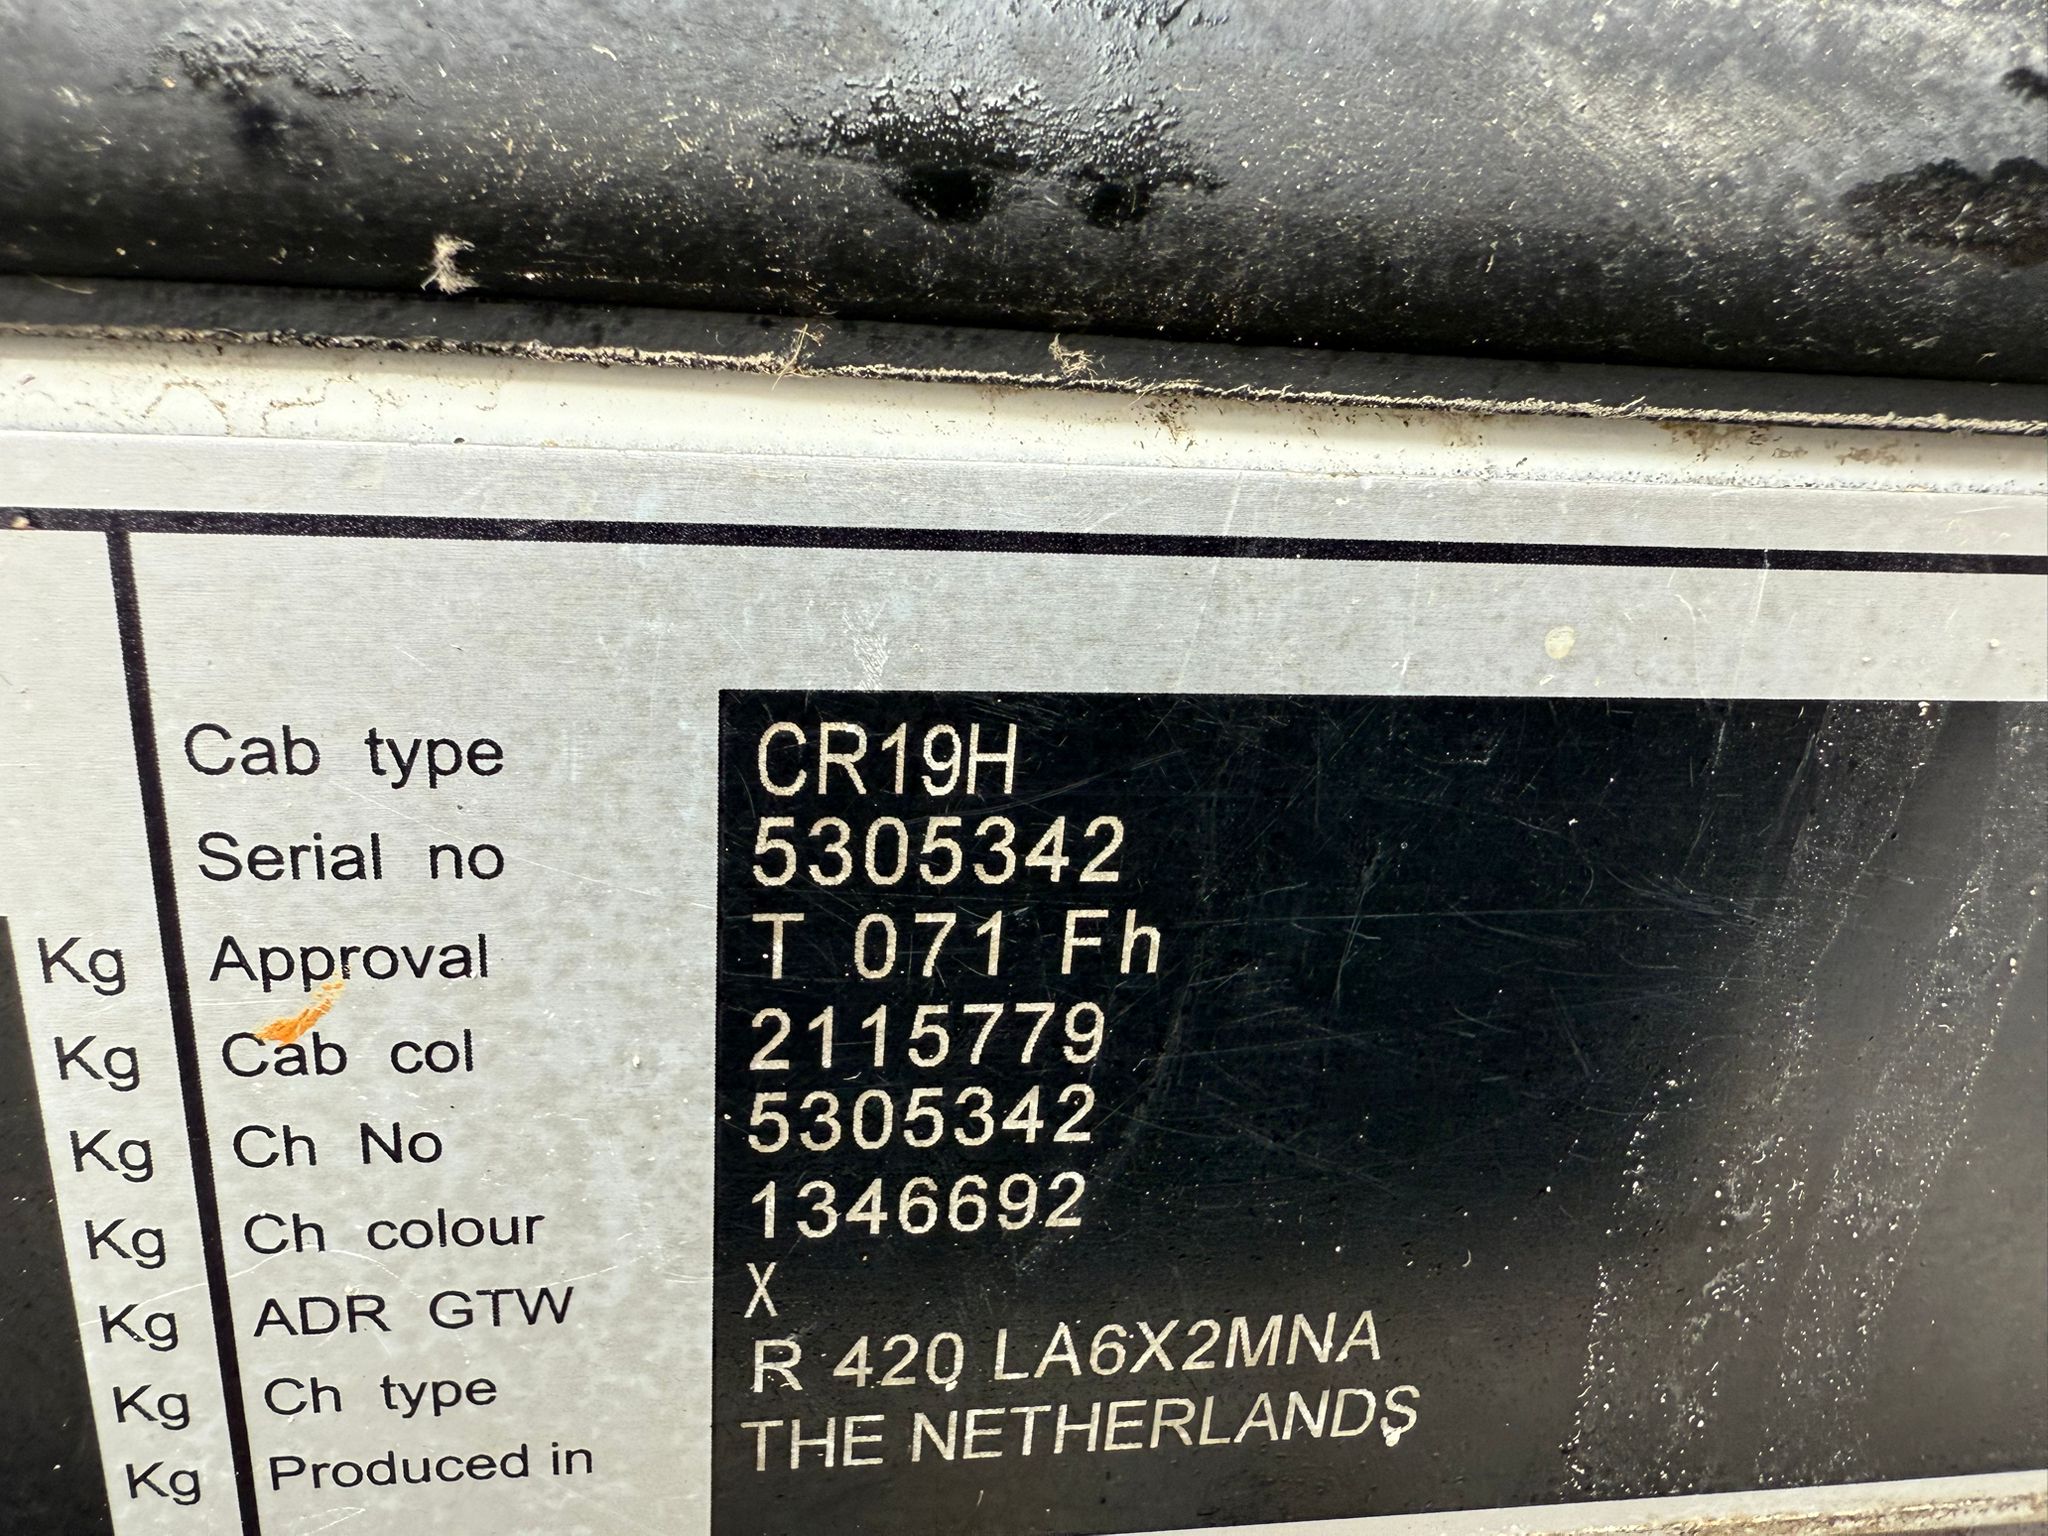 Cab type CR19H
Serial no 5305342
Kg Approval T 071 Fh
Kg Cab col 2115779
Kg Ch No 5305342
Kg Ch colour 1346692
Kg ADR GTW X
Kg Ch type R 420 LA6X2MNA
Kg Produced in THE NETHERLANDS